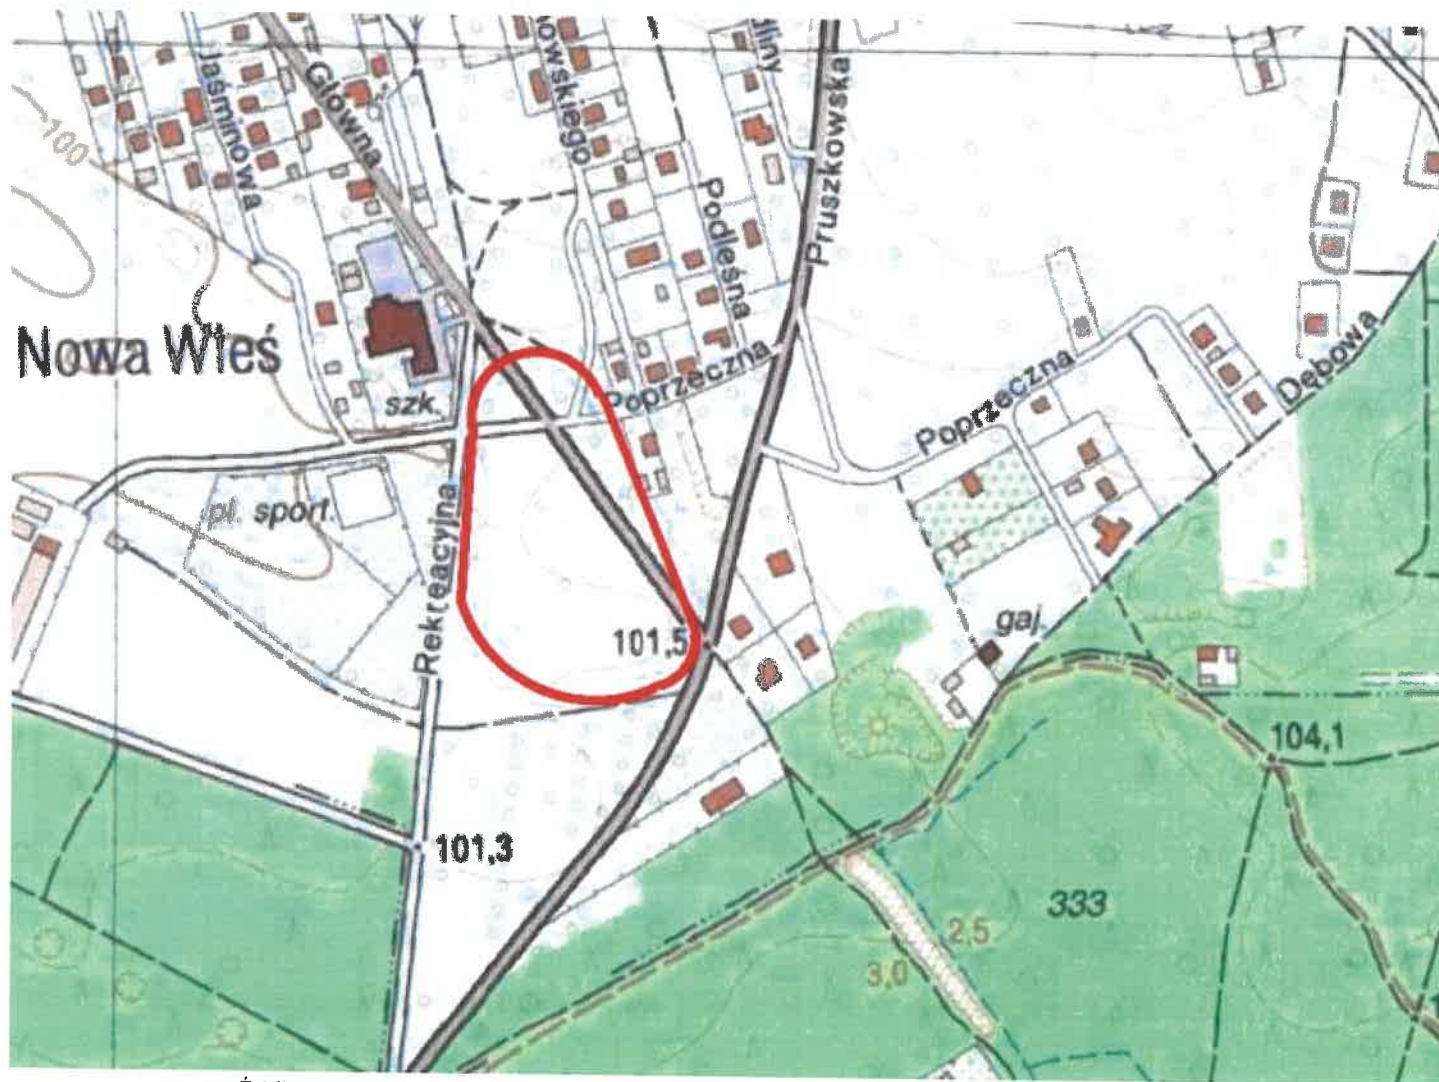 Jaśminowa
Główna
owskiego
Podleśna
Pruszkowska
100
Nowa Wieś
szk.
Poprzeczna
Poprzeczna
Dębowa
pl. sport.
Rekreacyjna
101,5
gaj.
104,1
101,3
333
2,5
3,0